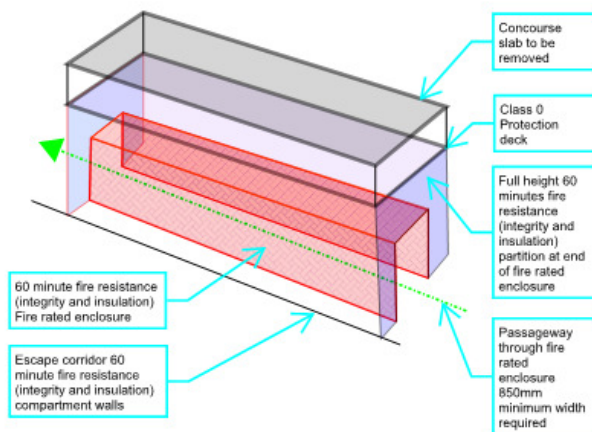 Concourse
slab to be
removed
Class 0
Protection
deck
Full height 60
minutes fire
resistance
(integrity and
insulation)
partition at end
of fire rated
enclosure
60 minute fire resistance
(integrity and insulation)
Fire rated enclosure
Escape corridor 60
minute fire resistance
(integrity and insulation)
compartment walls
Passageway
through fire
rated
enclosure
850mm
minimum width
required